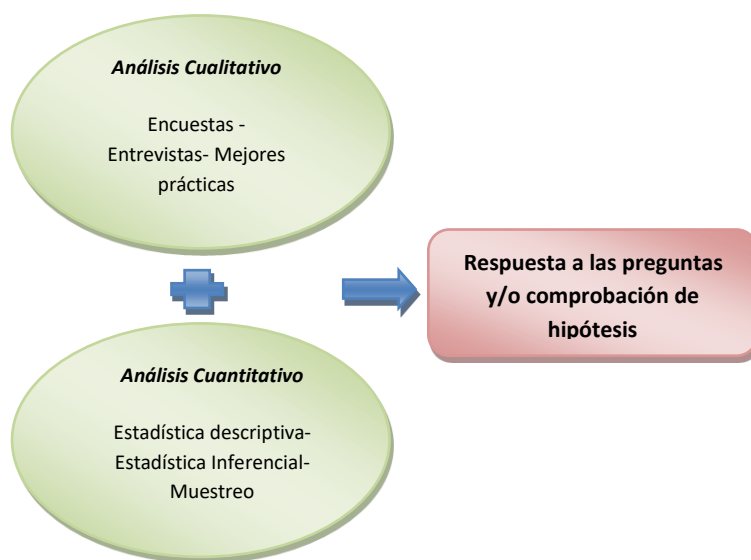 Análisis Cualitativo
Encuestas -
Entrevistas- Mejores
prácticas
Respuesta a las preguntas
y/o comprobación de
hipótesis
Análisis Cuantitativo
Estadística descriptiva-
Estadística Inferencial-
Muestreo